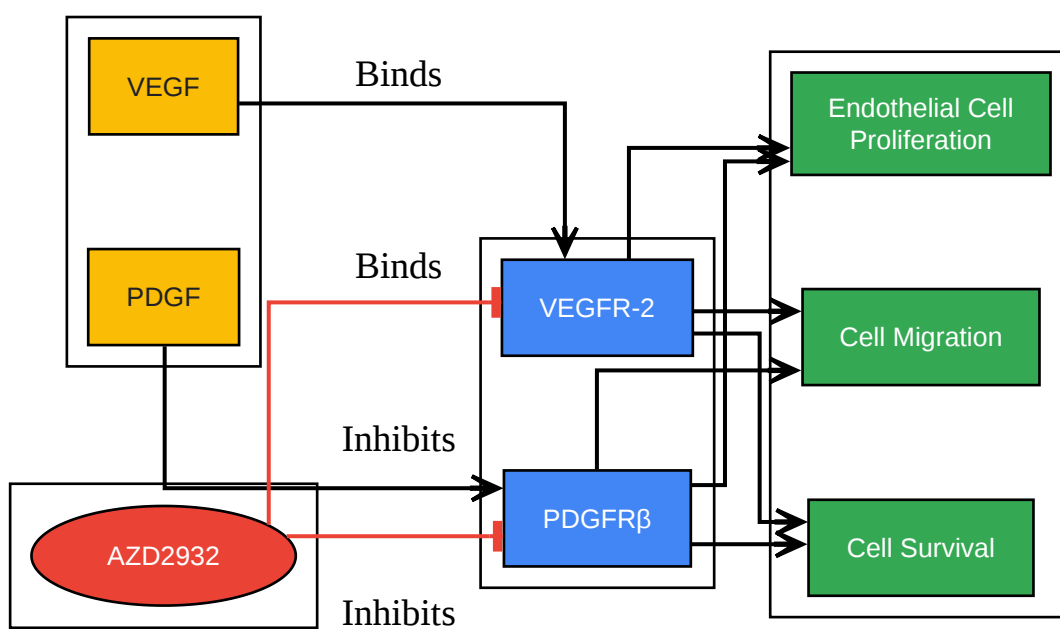 VEGF
Binds
Endothelial Cell
Proliferation
PDGF
Binds
VEGFR-2
Cell Migration
Inhibits
PDGFRβ
AZD2932
Cell Survival
Inhibits